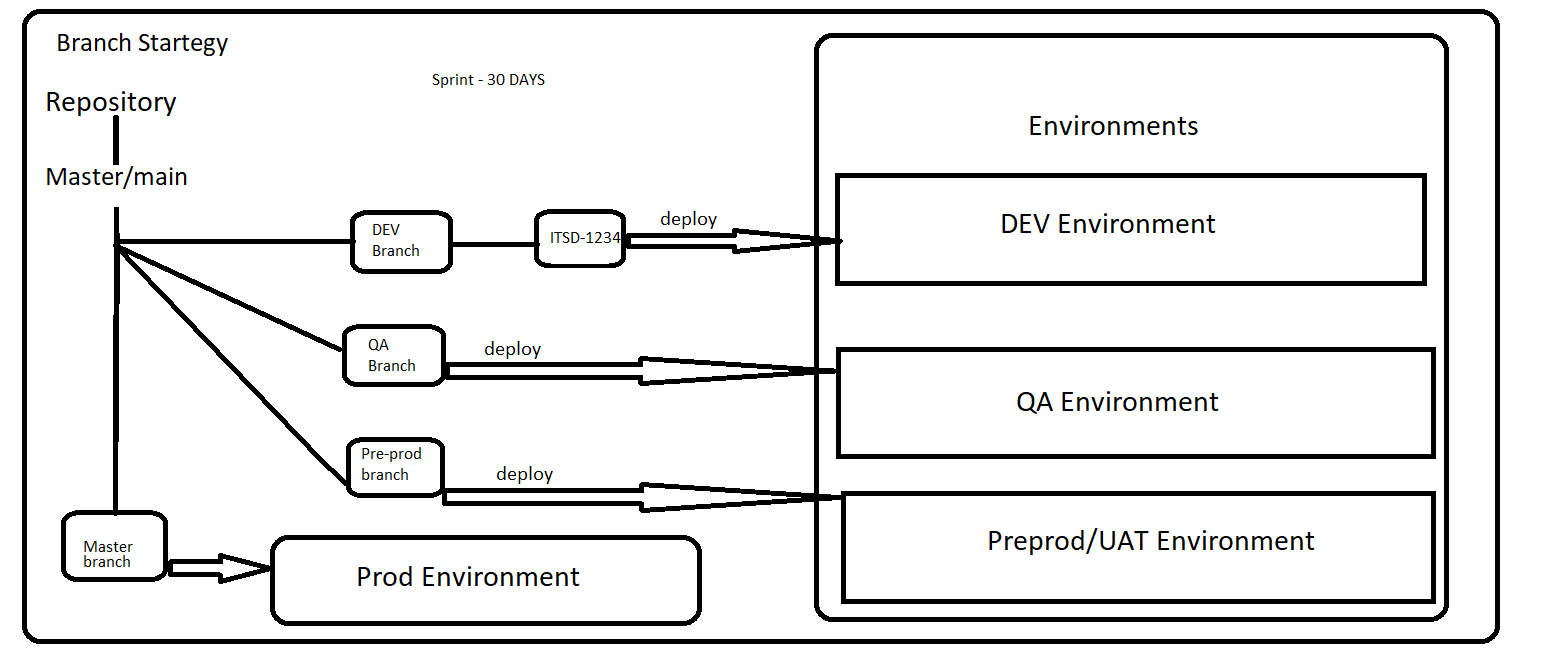 Branch Startegy
Sprint - 30 DAYS
Repository
Master/main
Environments
DEV
Branch
ITSD-1234
deploy
DEV Environment
QA
Branch
deploy
QA Environment
Pre-prod
branch
deploy
Preprod/UAT Environment
Master
branch
Prod Environment